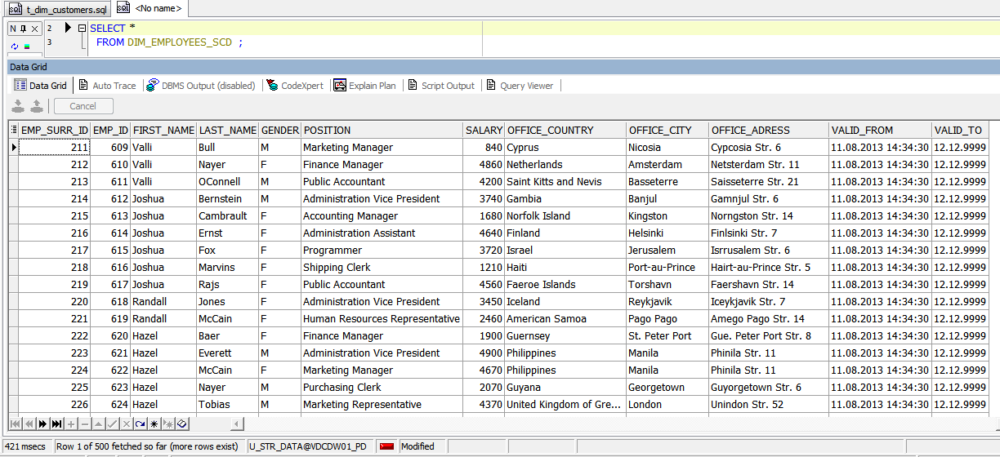 t_dim_customers.sql <No name>
N 2 SELECT *
3 FROM DIM_EMPLOYEES_SCD ;
Data Grid
Data Grid Auto Trace DBMS Output (disabled) CodeXpert Explain Plan Script Output Query Viewer
Cancel
EMP_SURR_ID EMP_ID FIRST_NAME LAST_NAME GENDER POSITION SALARY OFFICE_COUNTRY OFFICE_CITY OFFICE_ADRESS VALID_FROM VALID_TO
211 609 Valli Bull M Marketing Manager 840 Cyprus Nicosia Cypcosia Str. 6 11.08.2013 14:34:30 12.12.9999
212 610 Valli Nayer F Finance Manager 4860 Netherlands Amsterdam Netsterdam Str. 11 11.08.2013 14:34:30 12.12.9999
213 611 Valli OConnell M Public Accountant 4200 Saint Kitts and Nevis Basseterre Saisseterre Str. 21 11.08.2013 14:34:30 12.12.9999
214 612 Joshua Bernstein M Administration Vice President 3740 Gambia Banjul Gamnjul Str. 6 11.08.2013 14:34:30 12.12.9999
215 613 Joshua Cambrault F Accounting Manager 1680 Norfolk Island Kingston Norngston Str. 14 11.08.2013 14:34:30 12.12.9999
216 614 Joshua Ernst F Administration Assistant 4640 Finland Helsinki Finlsinki Str. 7 11.08.2013 14:34:30 12.12.9999
217 615 Joshua Fox F Programmer 3720 Israel Jerusalem Isrrusalem Str. 6 11.08.2013 14:34:30 12.12.9999
218 616 Joshua Marvins F Shipping Clerk 1210 Haiti Port-au-Prince Hairt-au-Prince Str. 5 11.08.2013 14:34:30 12.12.9999
219 617 Joshua Rajs F Public Accountant 4560 Faeroe Islands Torshavn Faershavn Str. 14 11.08.2013 14:34:30 12.12.9999
220 618 Randall Jones F Administration Vice President 3450 Iceland Reykjavik Iceykjavik Str. 7 11.08.2013 14:34:30 12.12.9999
221 619 Randall McCain F Human Resources Representative 2460 American Samoa Pago Pago Amego Pago Str. 14 11.08.2013 14:34:30 12.12.9999
222 620 Hazel Baer F Finance Manager 1900 Guernsey St. Peter Port Gue. Peter Port Str. 8 11.08.2013 14:34:30 12.12.9999
223 621 Hazel Everett M Administration Vice President 4900 Philippines Manila Phinila Str. 11 11.08.2013 14:34:30 12.12.9999
224 622 Hazel McCain F Marketing Manager 4670 Philippines Manila Phinila Str. 11 11.08.2013 14:34:30 12.12.9999
225 623 Hazel Nayer M Purchasing Clerk 2070 Guyana Georgetown Guyorgetown Str. 6 11.08.2013 14:34:30 12.12.9999
226 624 Hazel Tobias M Marketing Representative 4370 United Kingdom of Gre... London Unindon Str. 52 11.08.2013 14:34:30 12.12.9999
421 msecs Row 1 of 500 fetched so far (more rows exist) U_STR_DATA@VDCDW01_PD Modified